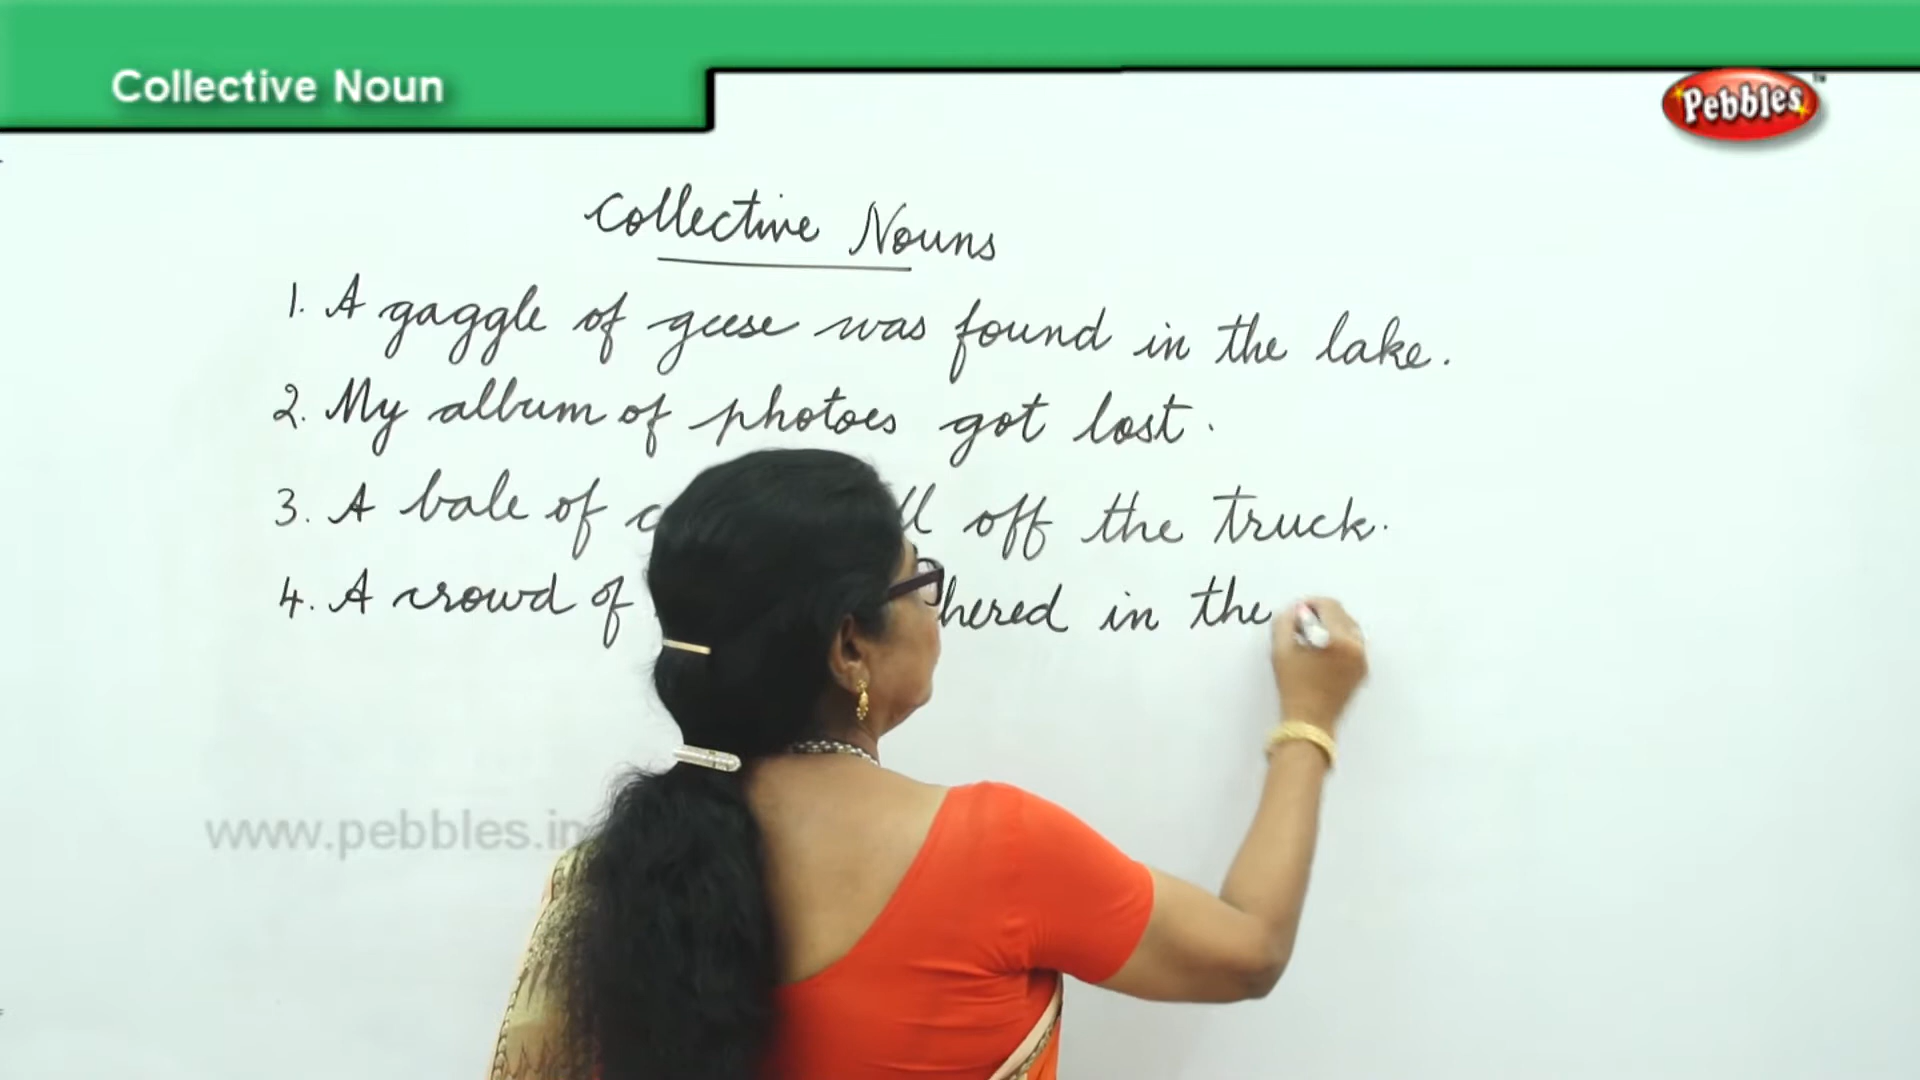 Collective Noun
Pebbles
Collective Nouns
1. A gaggle of geese was found in the lake.
2. My album of photoes got lost.
3. A bale of off the truck.
4. A crowd of in the
www.pebbles.in